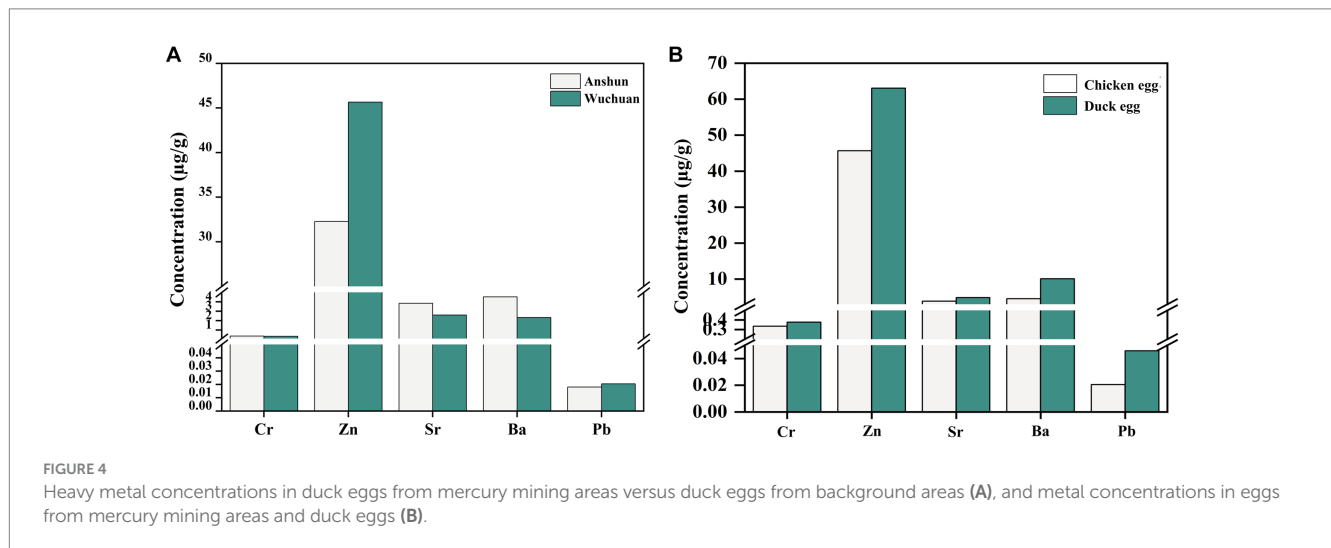 A
Concentration (µg/g)
50
45
40
35
30
4
3
2
1
0.04
0.03
0.02
0.01
0.00
Anshun
Wuchuan
Cr Zn Sr Ba Pb
B
Concentration (µg/g)
70
60
50
40
30
20
10
0.4
0.3
0.04
0.02
0.00
Chicken egg
Duck egg
Cr Zn Sr Ba Pb
FIGURE 4
Heavy metal concentrations in duck eggs from mercury mining areas versus duck eggs from background areas (A), and metal concentrations in eggs
from mercury mining areas and duck eggs (B).